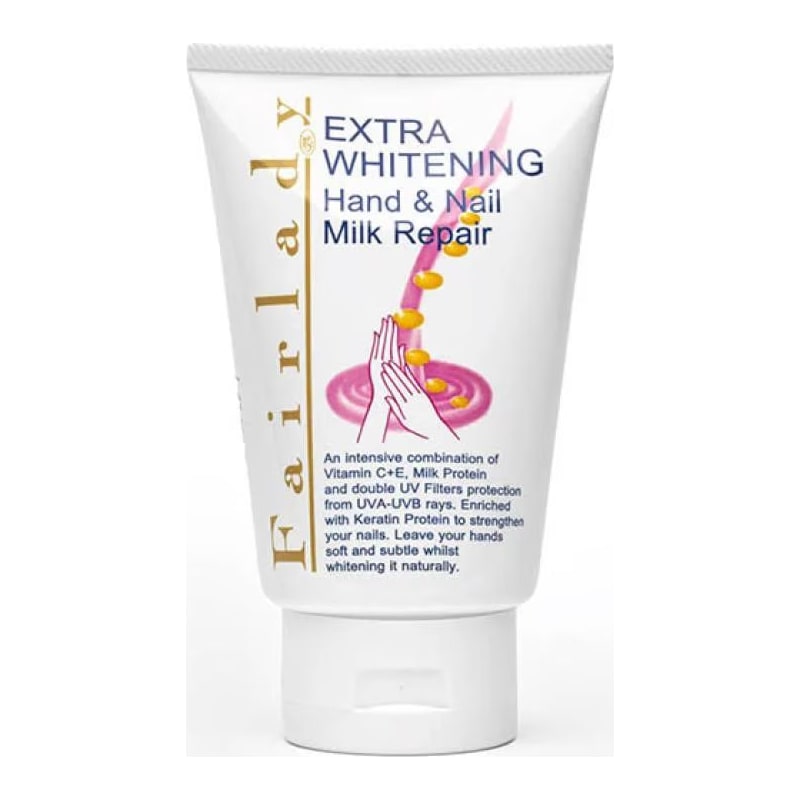 Fairlady
EXTRA
WHITENING
Hand & Nail
Milk Repair
An intensive combination of
Vitamin C+E, Milk Protein
and double UV Filters protection
from UVA-UVB rays. Enriched
with Keratin Protein to strengthen
your nails. Leave your hands
soft and subtle whilst
whitening it naturally.